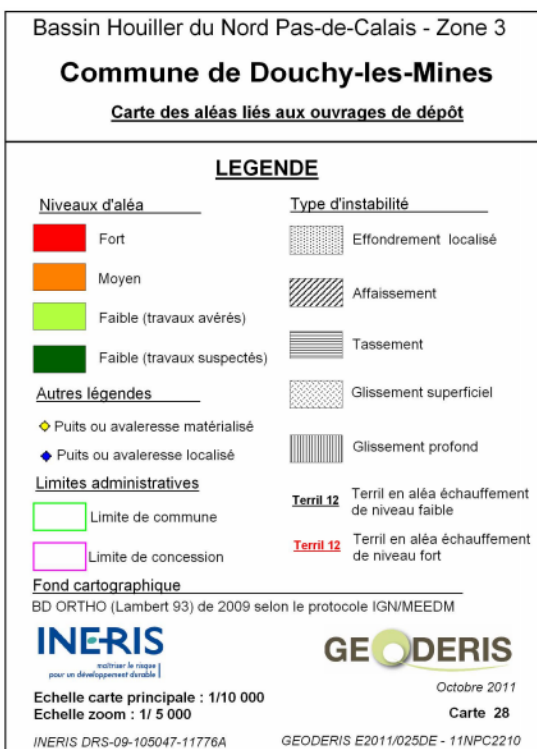 Bassin Houiller du Nord Pas-de-Calais - Zone 3
Commune de Douchy-les-Mines
Carte des aléas liés aux ouvrages de dépôt
LEGENDE
Niveaux d'aléa
Fort
Moyen
Faible (travaux avérés)
Faible (travaux suspectés)
Autres légendes
Puits ou avaleresse matérialisé
Puits ou avaleresse localisé
Limites administratives
Limite de commune
Limite de concession
Type d'instabilité
Effondrement localisé
Affaissement
Tassement
Glissement superficiel
Glissement profond
Terril 12 Terril en aléa échauffement
de niveau faible
Terril 12 Terril en aléa échauffement
de niveau fort
Fond cartographique
BD ORTHO (Lambert 93) de 2009 selon le protocole IGN/MEEDM
INERIS
maîtriser le risque
pour un développement durable
GEODERIS
Octobre 2011
Echelle carte principale : 1/10 000
Echelle zoom : 1/ 5 000
Carte 28
INERIS DRS-09-105047-11776A
GEODERIS E2011/025DE - 11NPC2210